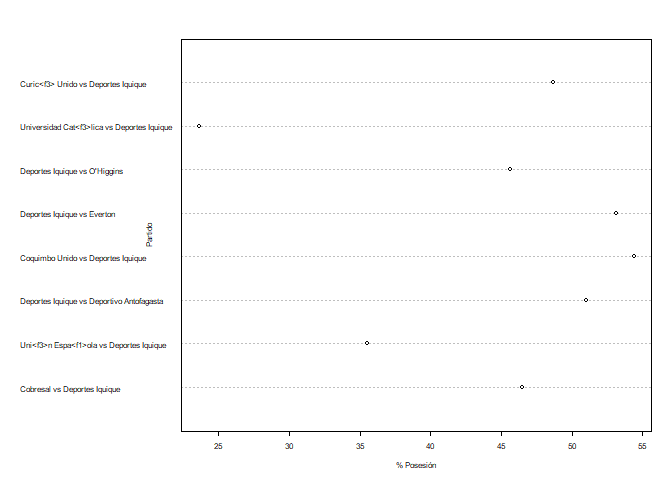 Curic<f3> Unido vs Deportes Iquique
Universidad Cat<f3>lica vs Deportes Iquique
Deportes Iquique vs O'Higgins
Deportes Iquique vs Everton
Partido
Coquimbo Unido vs Deportes Iquique
Deportes Iquique vs Deportivo Antofagasta
Uni<f3>n Espa<f1>ola vs Deportes Iquique
Cobresal vs Deportes Iquique
25 30 35 40 45 50 55
% Posesión